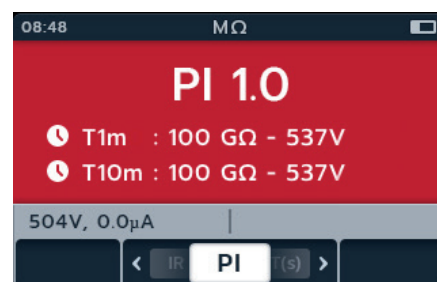 08:48 MΩ
PI 1.0
T1m : 100 GΩ - 537V
T10m : 100 GΩ - 537V
504V, 0.0µA
< IR PI T(s) >